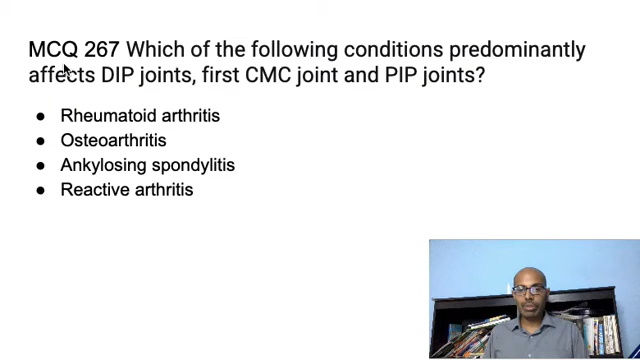 MCQ 267 Which of the following conditions predominantly
affects DIP joints, first CMC joint and PIP joints?
● Rheumatoid arthritis
● Osteoarthritis
● Ankylosing spondylitis
● Reactive arthritis